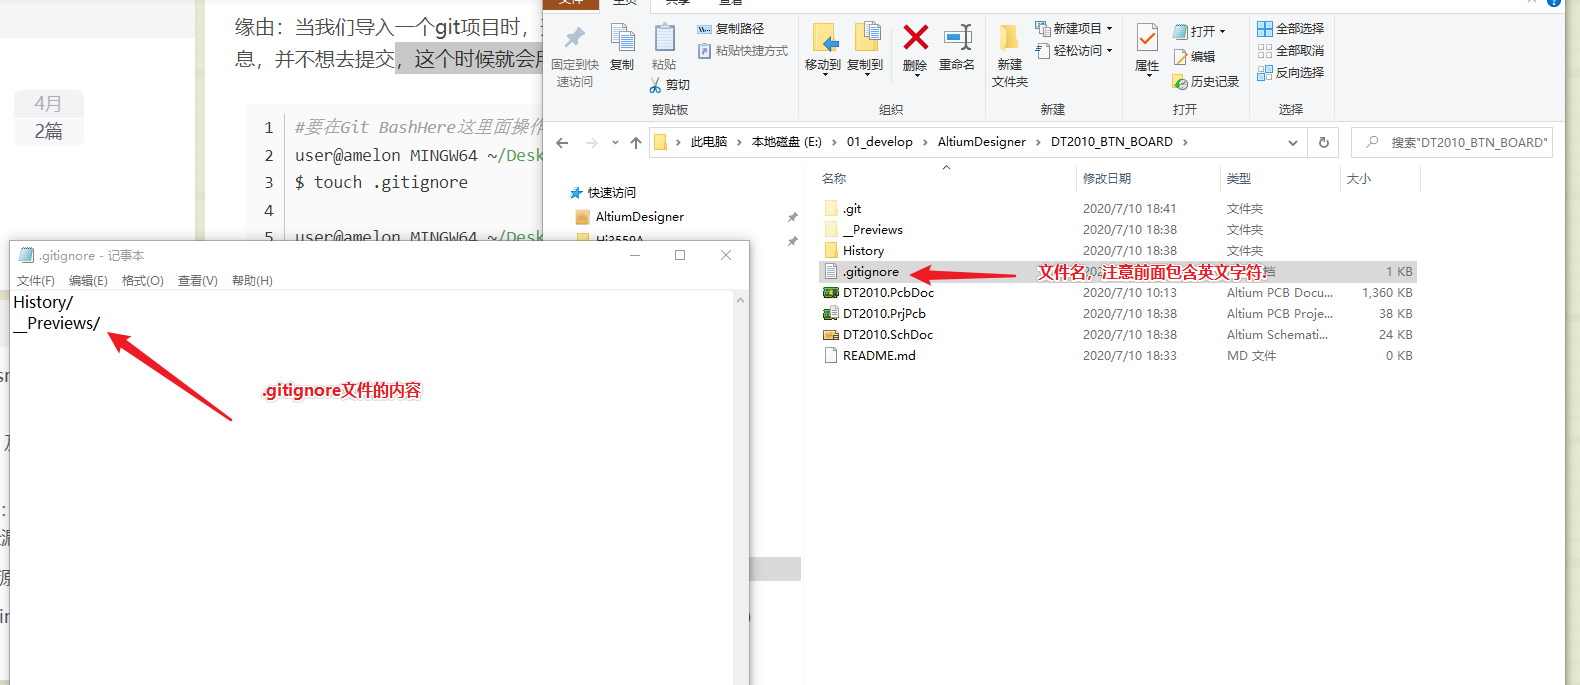 文件
主页
共享
查看
缘由：当我们导入一个git项目时，
息，并不想去提交，这个时候就会用
4月
2篇
1 #要在Git BashHere这里面操作
2 user@amelon MINGW64 ~/Desk
3 $ touch .gitignore
4
5 user@amelon MINGW64 ~/Desk
固定到快
速访问
复制
粘贴
复制路径
粘贴快捷方式
剪切
剪贴板
移动到
复制到
删除
重命名
组织
新建
文件夹
新建项目
轻松访问
新建
属性
打开
编辑
历史记录
打开
全部选择
全部取消
反向选择
选择
此电脑 › 本地磁盘 (E:) › 01_develop › AltiumDesigner › DT2010_BTN_BOARD ›
搜索"DT2010_BTN_BOARD"
快速访问
AltiumDesigner
Hi3559A
名称 修改日期 类型 大小
.git 2020/7/10 18:41 文件夹
__Previews 2020/7/10 18:38 文件夹
History 2020/7/10 18:38 文件夹
.gitignore 1 KB
文件名，注意前面包含英文字符.
DT2010.PcbDoc 2020/7/10 10:13 Altium PCB Docu... 1,360 KB
DT2010.PrjPcb 2020/7/10 18:38 Altium PCB Proje... 38 KB
DT2010.SchDoc 2020/7/10 18:38 Altium Schemati... 24 KB
README.md 2020/7/10 18:33 MD 文件 0 KB
.gitignore - 记事本
文件(F) 编辑(E) 格式(O) 查看(V) 帮助(H)
History/
__Previews/
.gitignore文件的内容